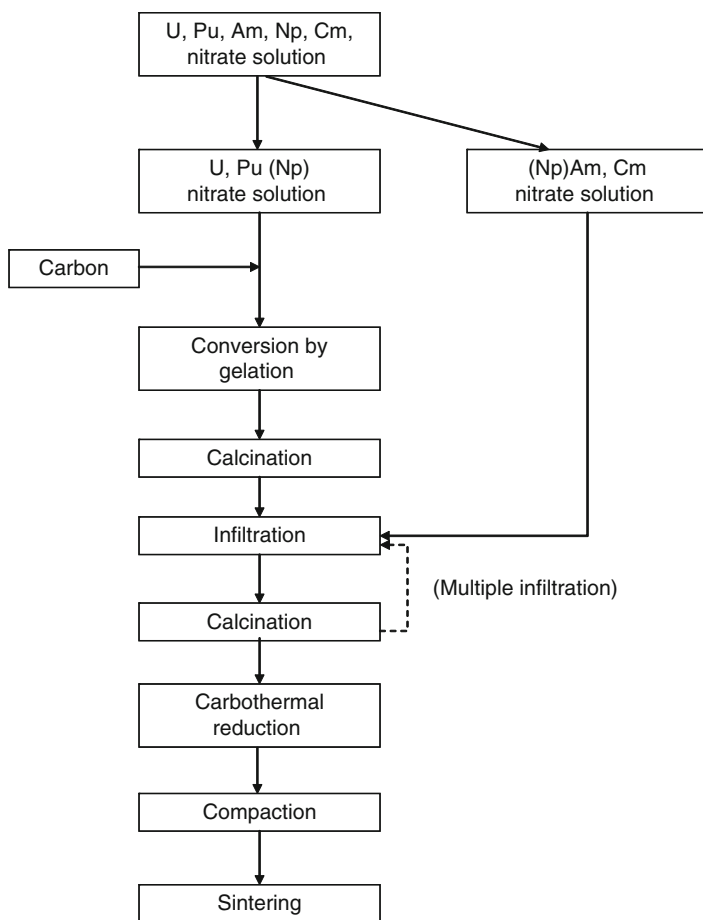 U, Pu, Am, Np, Cm,
nitrate solution
U, Pu (Np)
nitrate solution
(Np)Am, Cm
nitrate solution
Carbon
Conversion by
gelation
Calcination
Infiltration
(Multiple infiltration)
Calcination
Carbothermal
reduction
Compaction
Sintering